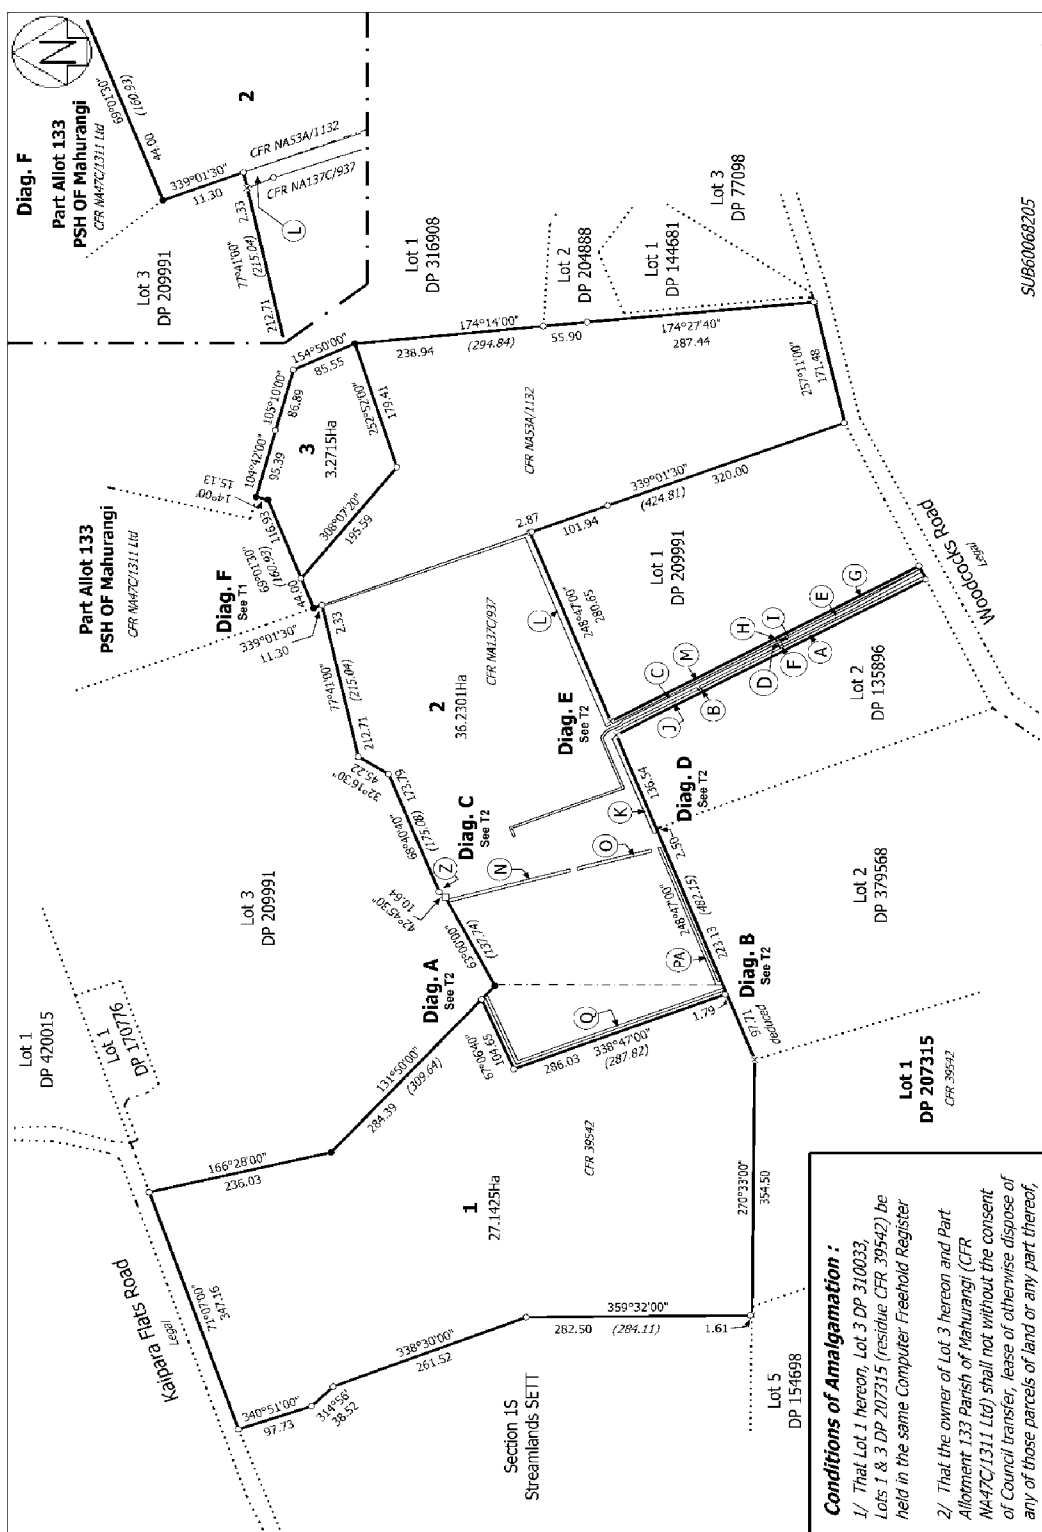 Diag. F
Part Allot 133
PSH OF Mahurangi
CFR NA47C/1311 Ltd
N
69°01'30"
(160.93)
44.00
2
339°01'30"
11.30
CFR NA53A/1132
CFR NA137C/937
L
2.33
77°41'00"
(215.04)
212.71
Lot 3
DP 209991
Lot 1
DP 316908
Lot 2
DP 204888
Lot 1
DP 144681
Lot 3
DP 77098
SUB60068205
Part Allot 133
PSH OF Mahurangi
CFR NA47C/1311 Ltd
Diag. F
See T1
339°01'30"
11.30
69°01'30"
(160.93)
44.00
116.93
14°00'
15.13
104°42'00"
95.39
105°10'00"
86.89
154°50'00"
85.55
3
3.2715Ha
252°52'00"
179.41
308°07'20"
195.59
174°14'00"
238.94
(294.84)
55.90
174°27'40"
287.44
257°11'00"
171.48
CFR NA53A/1132
339°01'30"
(424.81)
320.00
101.94
2.87
Lot 1
DP 209991
248°47'00"
280.65
L
Woodcocks Road
Legal
G
E
I
H
A
F
D
M
C
B
J
Lot 2
DP 135896
2.33
77°41'00"
(215.04)
212.71
32°16'30"
45.22
68°40'40"
173.79
(175.08)
2
36.2301Ha
CFR NA137C/937
Diag. E
See T2
Diag. D
See T2
136.54
K
2.50
Diag. C
See T2
Z
42°45'30"
10.64
N
O
63°00'00"
(137.74)
248°47'00"
(482.15)
223.13
PA
Diag. B
See T2
Lot 2
DP 379568
Lot 3
DP 209991
Diag. A
See T2
57°06'40"
104.65
Q
338°47'00"
286.03
(287.82)
1.79
97.71
deduced
131°50'00"
(309.64)
284.39
Lot 1
DP 420015
Lot 1
DP 170776
166°28'00"
236.03
Kaipara Flats Road
Legal
71°07'00"
347.16
1
27.1425Ha
CFR 39542
270°33'00"
354.50
Lot 1
DP 207315
CFR 39542
340°51'00"
97.73
314°56'
38.52
338°30'00"
261.52
359°32'00"
282.50
(284.11)
1.61
Section 1S
Streamlands SETT
Lot 5
DP 154698
Conditions of Amalgamation :
1/ That Lot 1 hereon, Lot 3 DP 310033,
Lots 1 & 3 DP 207315 (residue CFR 39542) be
held in the same Computer Freehold Register
2/ That the owner of Lot 3 hereon and Part
Allotment 133 Parish of Mahurangi (CFR
NA47C/1311 Ltd) shall not without the consent
of Council transfer, lease of otherwise dispose of
any of those parcels of land or any part thereof,